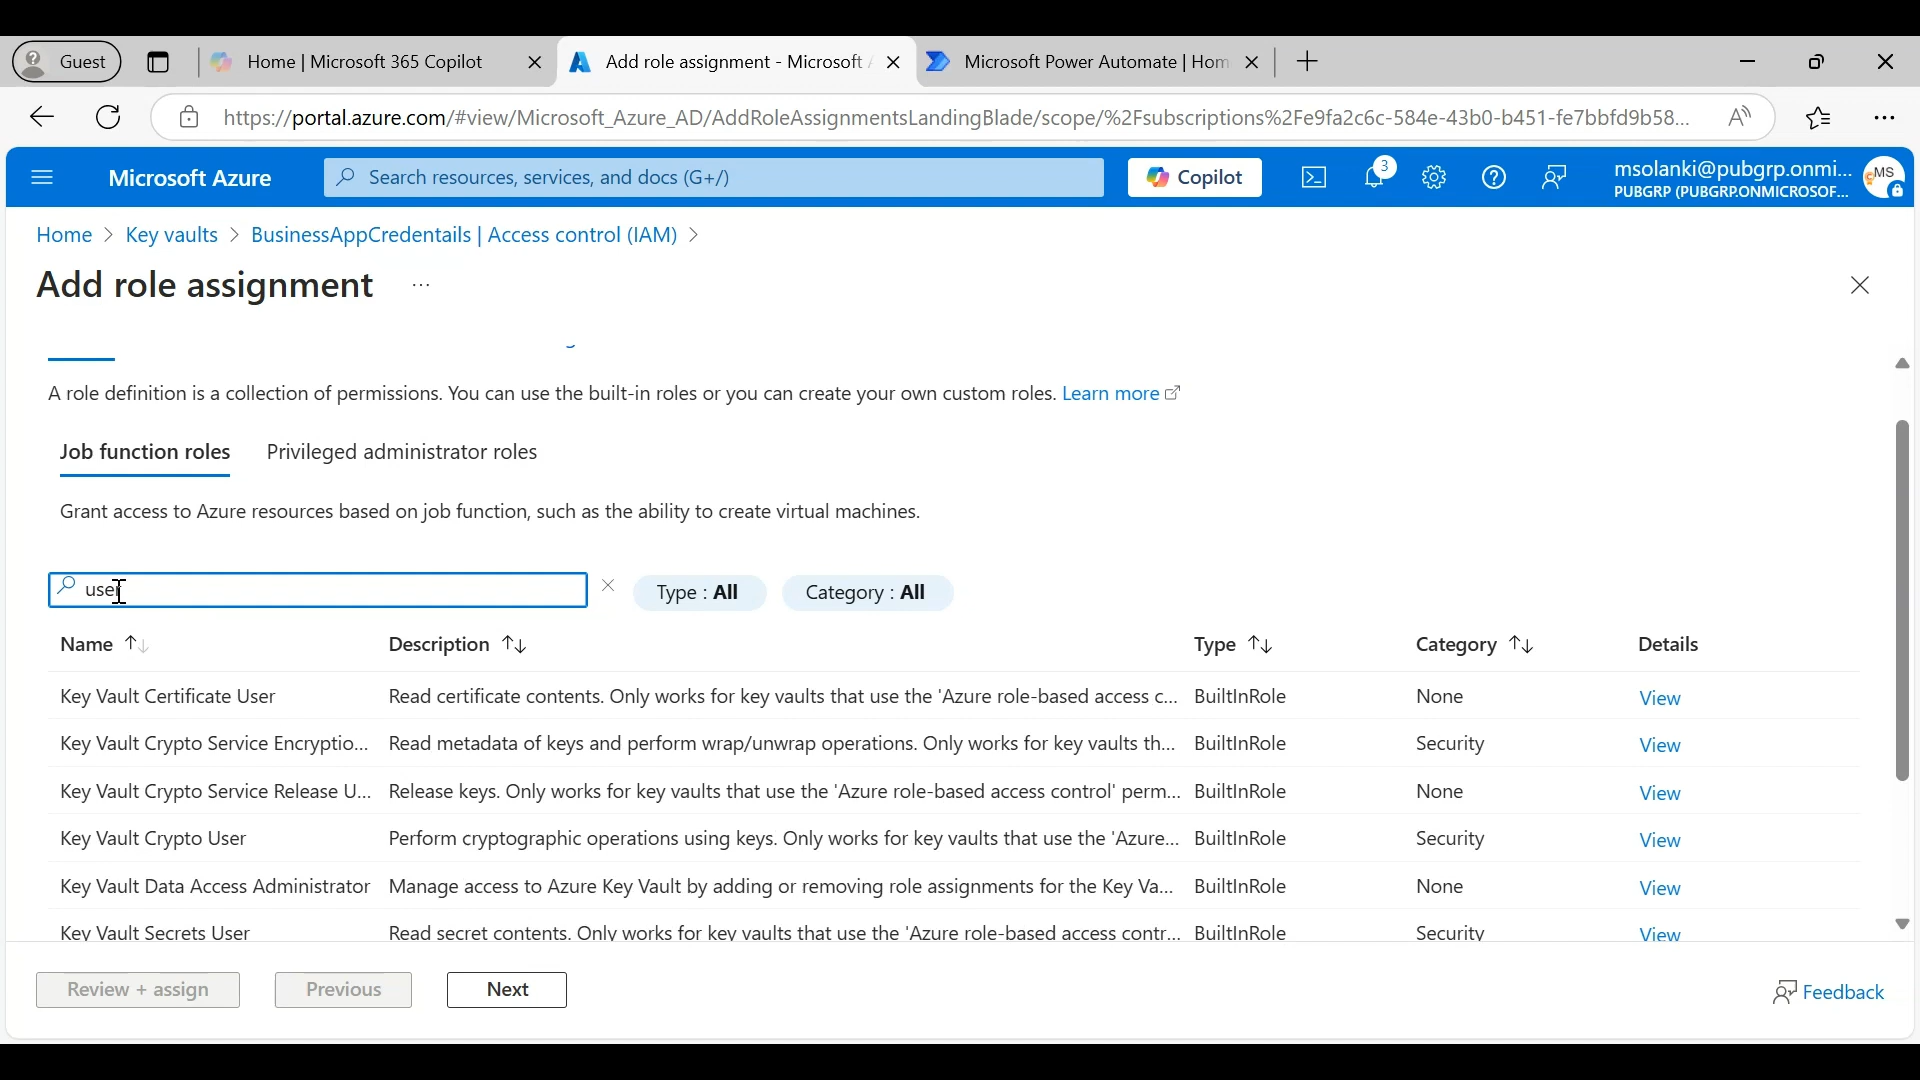 Guest
Home | Microsoft 365 Copilot
Add role assignment - Microsoft
Microsoft Power Automate | Hom
https://portal.azure.com/#view/Microsoft_Azure_AD/AddRoleAssignmentsLandingBlade/scope/%2Fsubscriptions%2Fe9fa2c6c-584e-43b0-b451-fe7bbfd9b58...
Microsoft Azure
Search resources, services, and docs (G+/)
Copilot
3
msolanki@pubgrp.onmi...
PUBGRP (PUBGRP.ONMICROSOF...
MS
Home > Key vaults > BusinessAppCredentails | Access control (IAM) >
Add role assignment ...
A role definition is a collection of permissions. You can use the built-in roles or you can create your own custom roles. Learn more
Job function roles Privileged administrator roles
Grant access to Azure resources based on job function, such as the ability to create virtual machines.
user
Type : All
Category : All
Name Description Type Category Details
Key Vault Certificate User Read certificate contents. Only works for key vaults that use the 'Azure role-based access c... BuiltInRole None View
Key Vault Crypto Service Encryptio... Read metadata of keys and perform wrap/unwrap operations. Only works for key vaults th... BuiltInRole Security View
Key Vault Crypto Service Release U... Release keys. Only works for key vaults that use the 'Azure role-based access control' perm... BuiltInRole None View
Key Vault Crypto User Perform cryptographic operations using keys. Only works for key vaults that use the 'Azure... BuiltInRole Security View
Key Vault Data Access Administrator Manage access to Azure Key Vault by adding or removing role assignments for the Key Va... BuiltInRole None View
Key Vault Secrets User Read secret contents. Only works for key vaults that use the 'Azure role-based access contr... BuiltInRole Security View
Review + assign
Previous
Next
Feedback